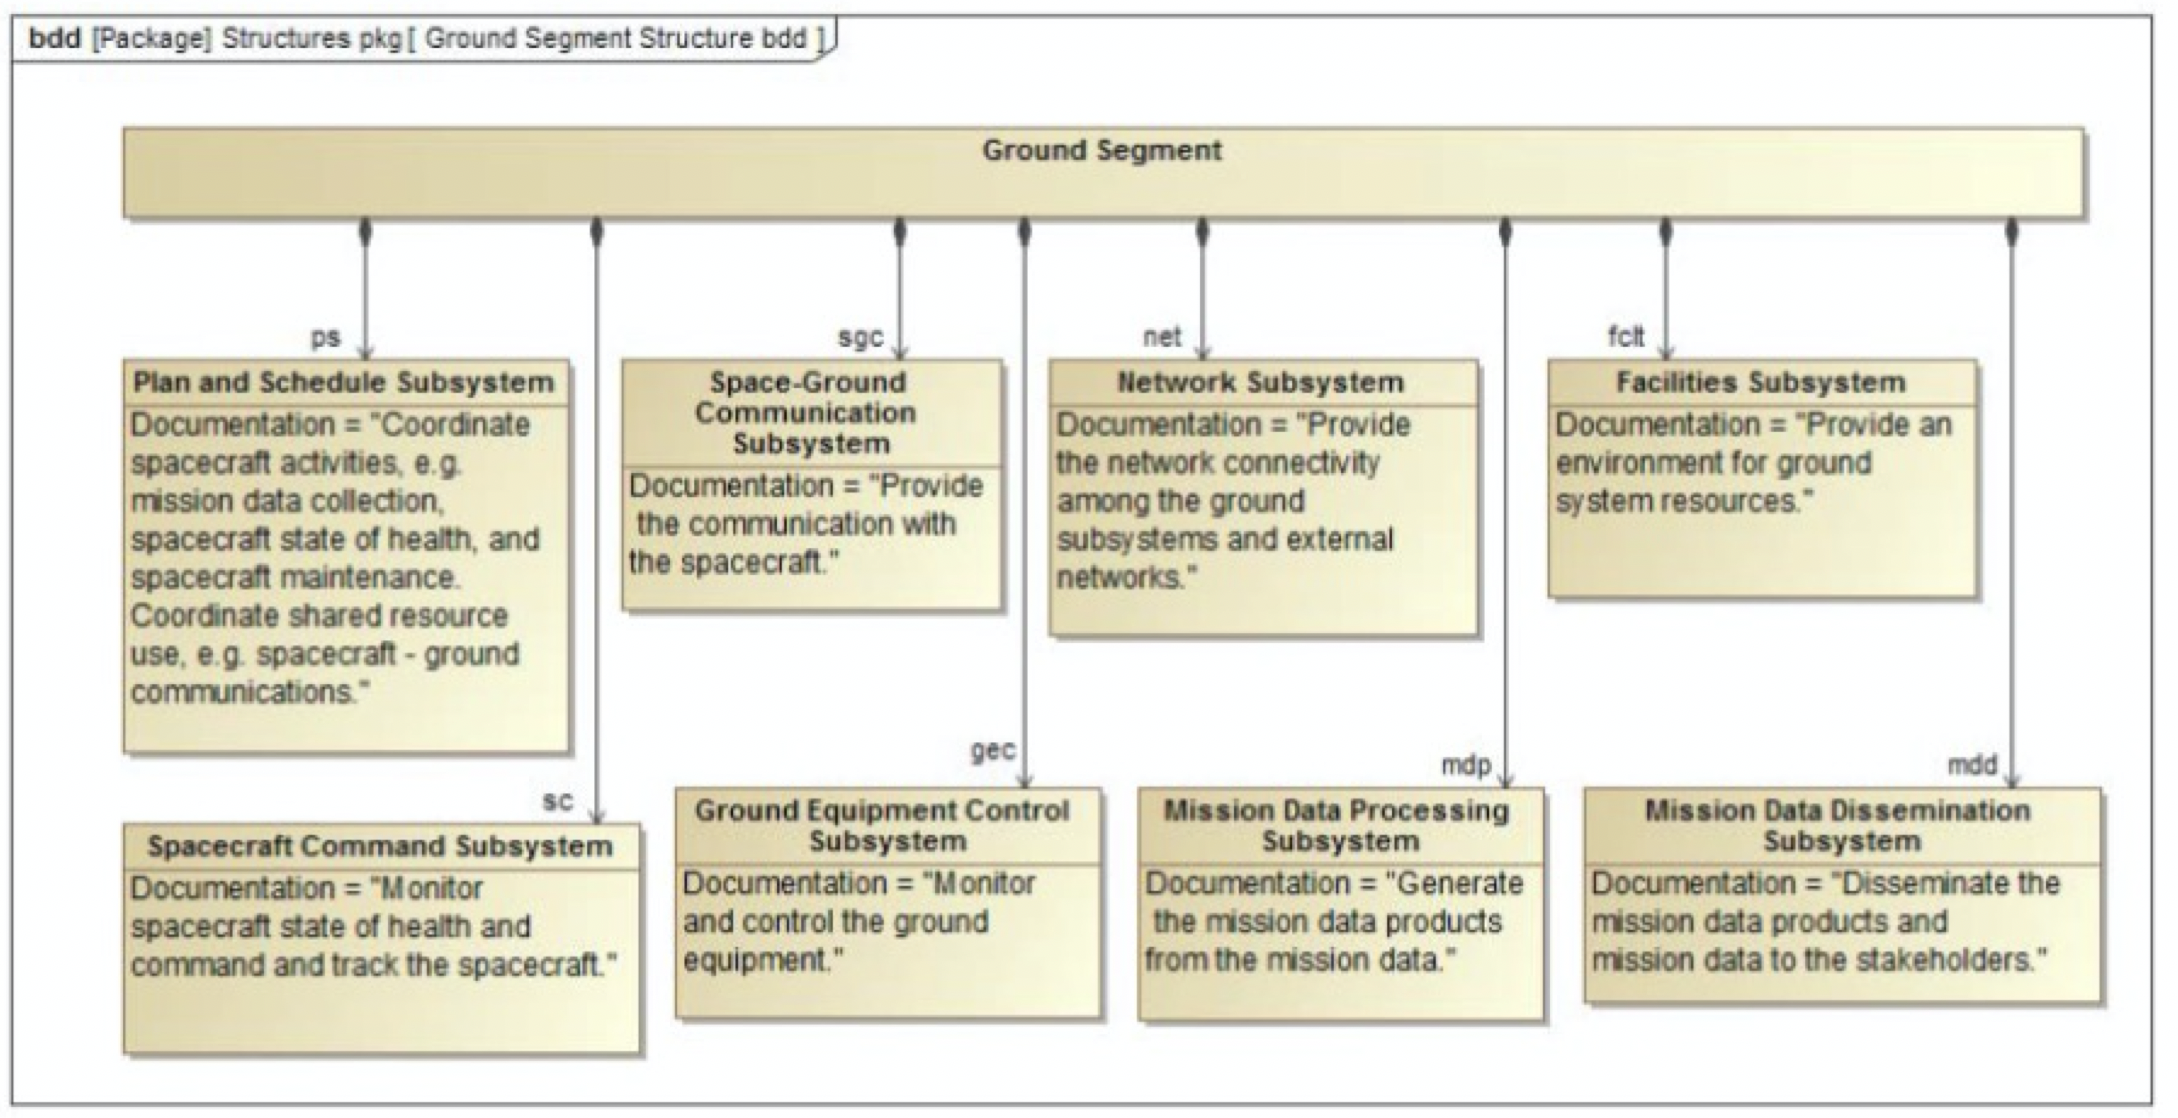 bdd [Package] Structures pkg [ Ground Segment Structure bdd ]
Ground Segment
ps
sgc
net
fclt
Plan and Schedule Subsystem
Documentation = "Coordinate
spacecraft activities, e.g.
mission data collection,
spacecraft state of health, and
spacecraft maintenance.
Coordinate shared resource
use, e.g. spacecraft - ground
communications."
Space-Ground
Communication
Subsystem
Documentation = "Provide
the communication with
the spacecraft."
Network Subsystem
Documentation = "Provide
the network connectivity
among the ground
subsystems and external
networks."
Facilities Subsystem
Documentation = "Provide an
environment for ground
system resources."
sc
gec
mdp
mdd
Spacecraft Command Subsystem
Documentation = "Monitor
spacecraft state of health and
command and track the spacecraft."
Ground Equipment Control
Subsystem
Documentation = "Monitor
and control the ground
equipment."
Mission Data Processing
Subsystem
Documentation = "Generate
the mission data products
from the mission data."
Mission Data Dissemination
Subsystem
Documentation = "Disseminate the
mission data products and
mission data to the stakeholders."